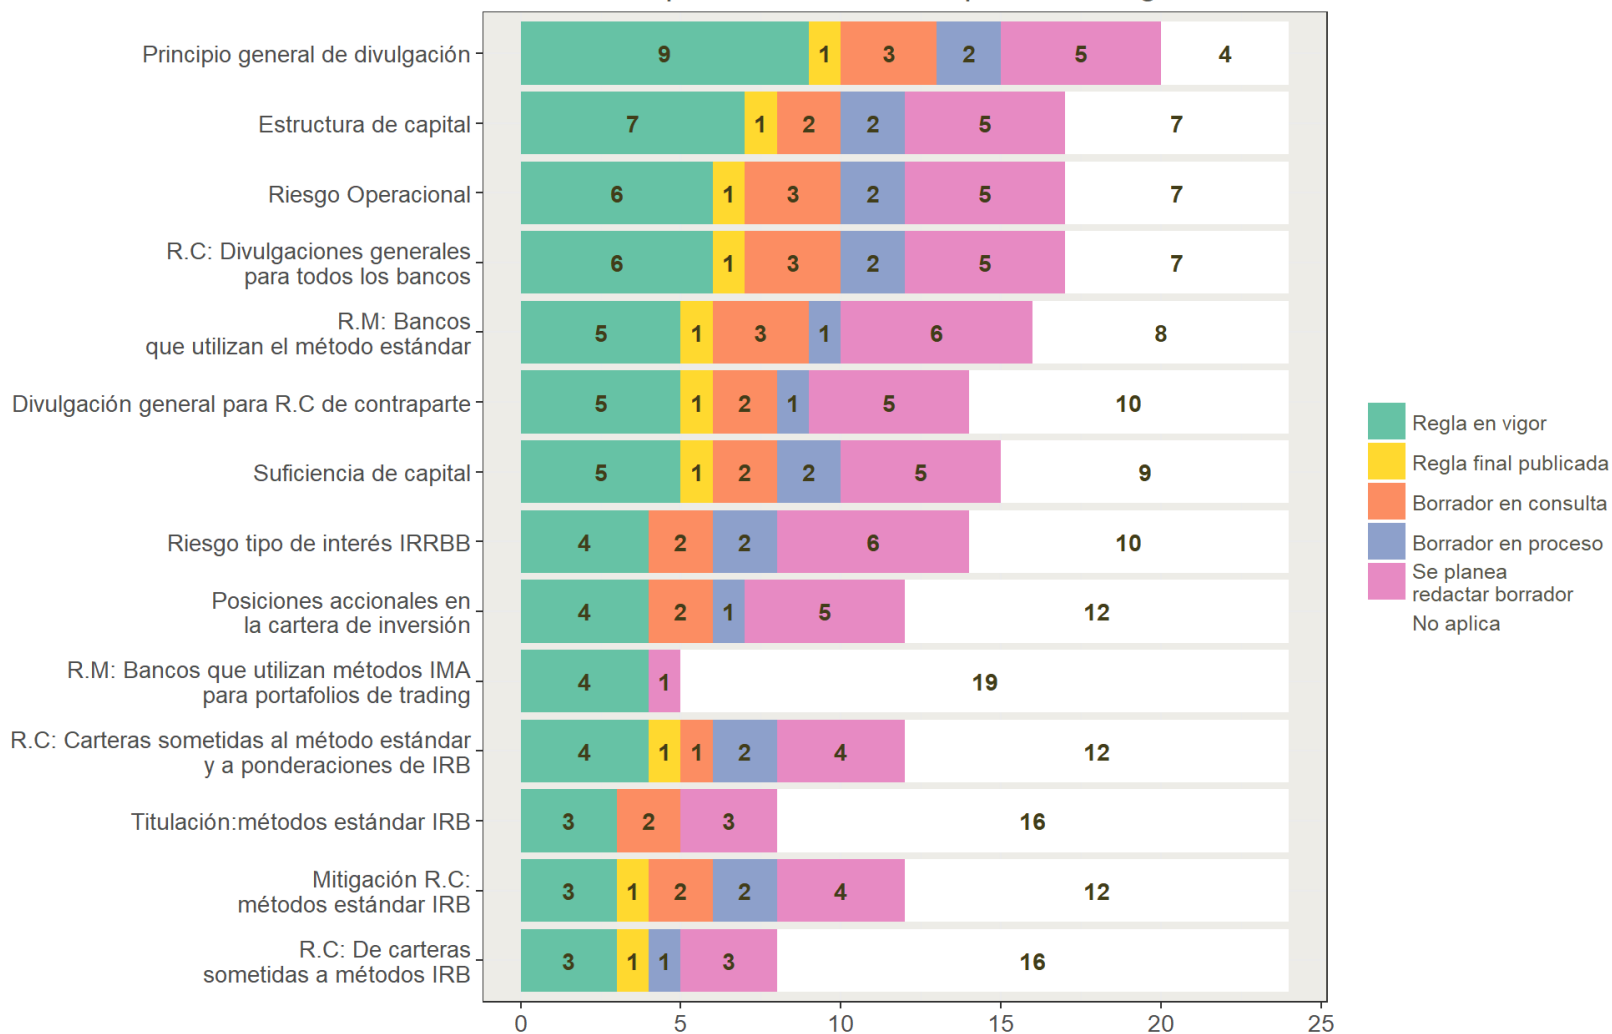 Principio general de divulgación
9 1 3 2 5 4
Estructura de capital
7 1 2 2 5 7
Riesgo Operacional
6 1 3 2 5 7
R.C: Divulgaciones generales
para todos los bancos
6 1 3 2 5 7
R.M: Bancos
que utilizan el método estándar
5 1 3 1 6 8
Divulgación general para R.C de contraparte
5 1 2 1 5 10
Suficiencia de capital
5 1 2 2 5 9
Riesgo tipo de interés IRRBB
4 2 2 6 10
Posiciones accionales en
la cartera de inversión
4 2 1 5 12
R.M: Bancos que utilizan métodos IMA
para portafolios de trading
4 1 19
R.C: Carteras sometidas al método estándar
y a ponderaciones de IRB
4 1 1 2 4 12
Titulación:métodos estándar IRB
3 2 3 16
Mitigación R.C:
métodos estándar IRB
3 1 2 2 4 12
R.C: De carteras
sometidas a métodos IRB
3 1 1 3 16
0 5 10 15 20 25
Regla en vigor
Regla final publicada
Borrador en consulta
Borrador en proceso
Se planea
redactar borrador
No aplica